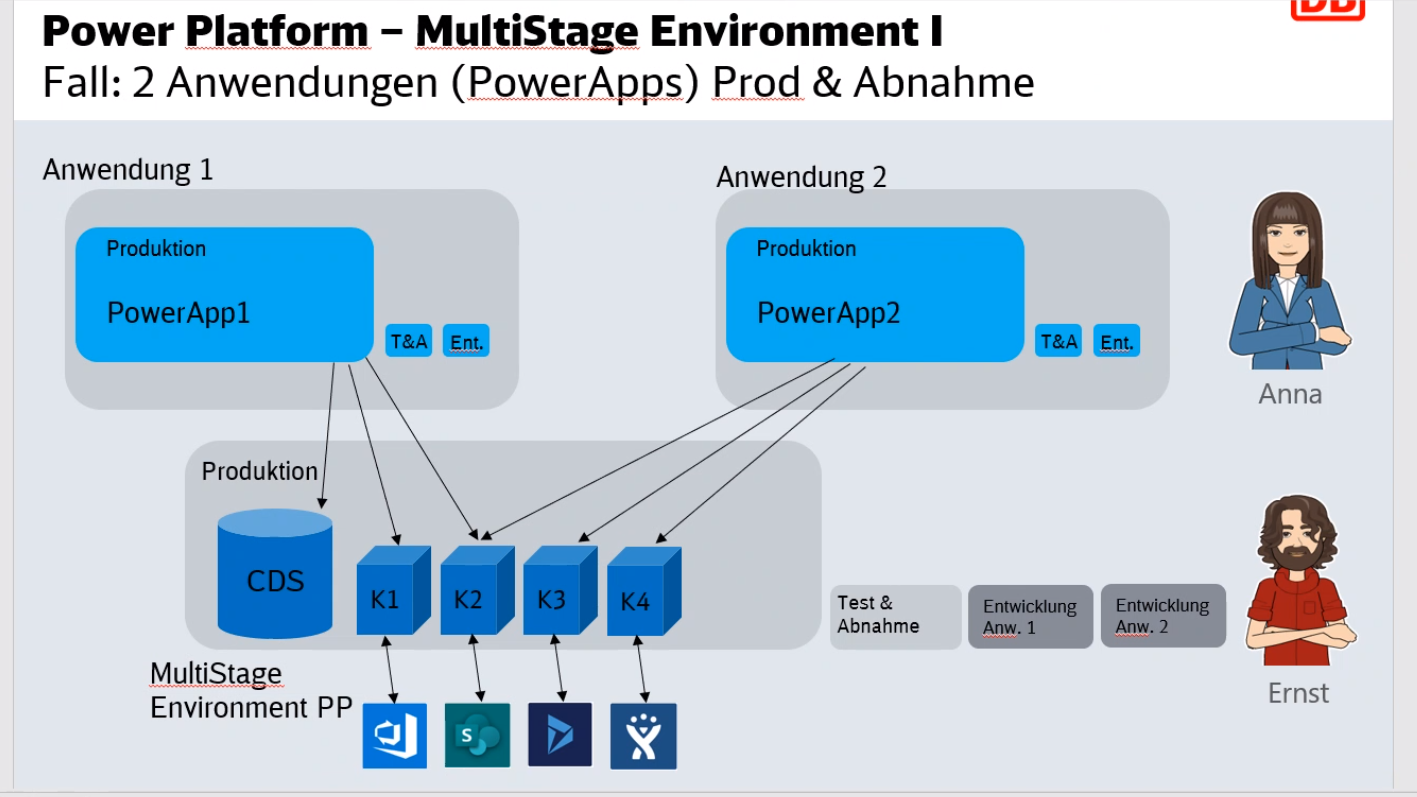 Power Platform – MultiStage Environment I
DB
Fall: 2 Anwendungen (PowerApps) Prod & Abnahme
Anwendung 1
Anwendung 2
Produktion
PowerApp1
T&A
Ent.
Produktion
PowerApp2
T&A
Ent.
Anna
Produktion
CDS
K1
K2
K3
K4
Test &
Abnahme
Entwicklung
Anw. 1
Entwicklung
Anw. 2
MultiStage
Environment PP
S
Ernst